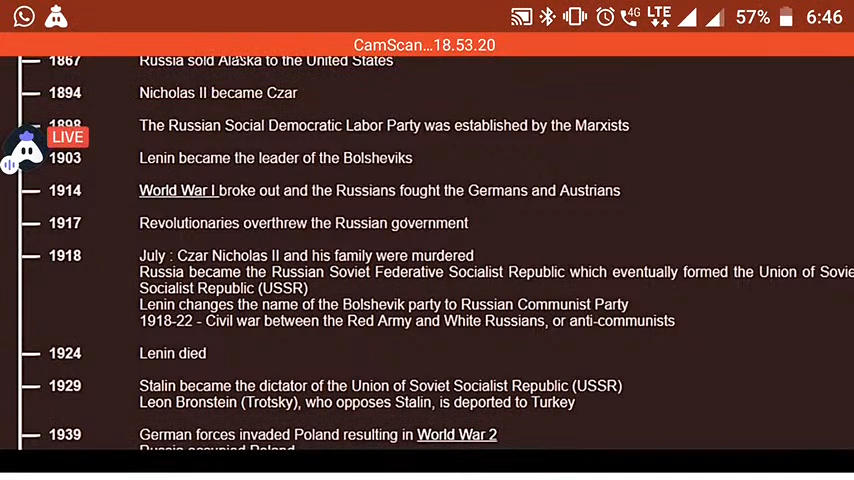 4G LTE 57% 6:46
CamScan...18.53.20
1867 Russia sold Alaska to the United States
1894 Nicholas II became Czar
1898 The Russian Social Democratic Labor Party was established by the Marxists
LIVE
1903 Lenin became the leader of the Bolsheviks
1914 World War I broke out and the Russians fought the Germans and Austrians
1917 Revolutionaries overthrew the Russian government
1918 July : Czar Nicholas II and his family were murdered
Russia became the Russian Soviet Federative Socialist Republic which eventually formed the Union of Sovie
Socialist Republic (USSR)
Lenin changes the name of the Bolshevik party to Russian Communist Party
1918-22 - Civil war between the Red Army and White Russians, or anti-communists
1924 Lenin died
1929 Stalin became the dictator of the Union of Soviet Socialist Republic (USSR)
Leon Bronstein (Trotsky), who opposes Stalin, is deported to Turkey
1939 German forces invaded Poland resulting in World War 2
Russia occupied Poland